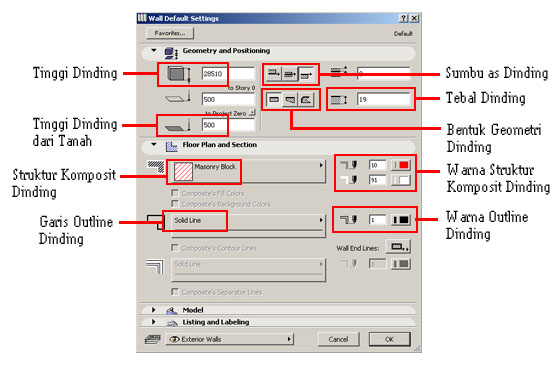 Wall Default Settings
Favorites...
Default
Geometry and Positioning
Tinggi Dinding
28510
to Story 0
500
to Project Zero
Tinggi Dinding
dari Tanah
500
0
Sumbu as Dinding
19
Tebal Dinding
Bentuk Geometri
Dinding
Floor Plan and Section
Struktur Komposit
Dinding
Masonry Block
10
91
Warna Struktur
Komposit Dinding
Composite's Fill Colors
Composite's Background Colors
Garis Outline
Dinding
Solid Line
1
Warna Outline
Dinding
Composite's Contour Lines
Wall End Lines:
Solid Line
1
Composite's Separator Lines
Model
Listing and Labeling
Exterior Walls
Cancel
OK